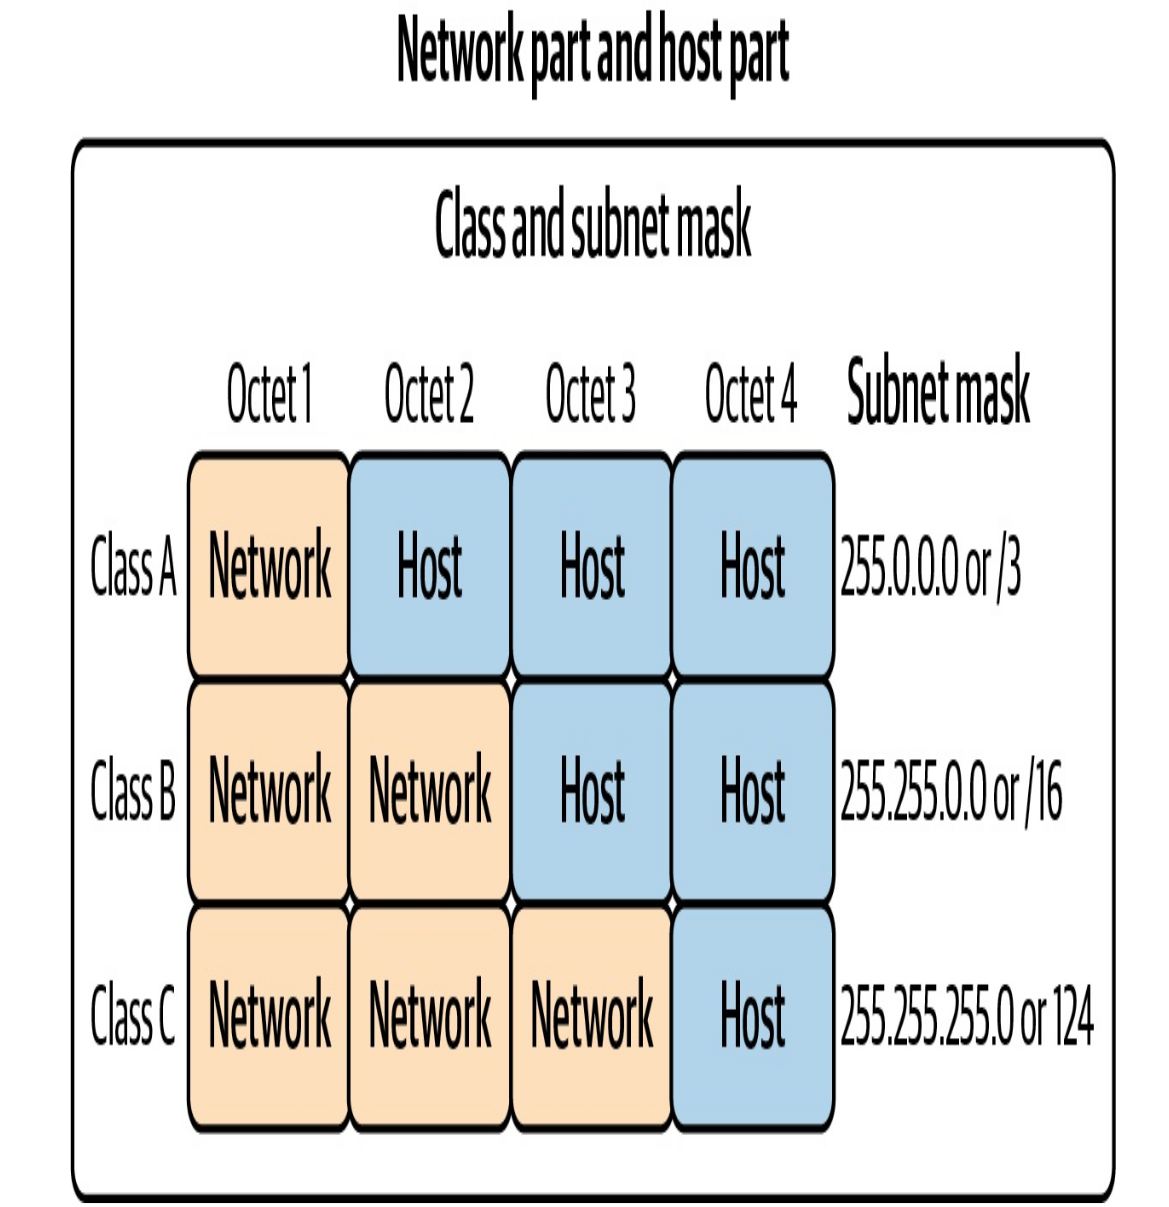 Network part and host part
Class and subnet mask
Octet 1 Octet 2 Octet 3 Octet 4 Subnet mask
Class A Network Host Host Host 255.0.0.0 or /3
Class B Network Network Host Host 255.255.0.0 or /16
Class C Network Network Network Host 255.255.255.0 or 124